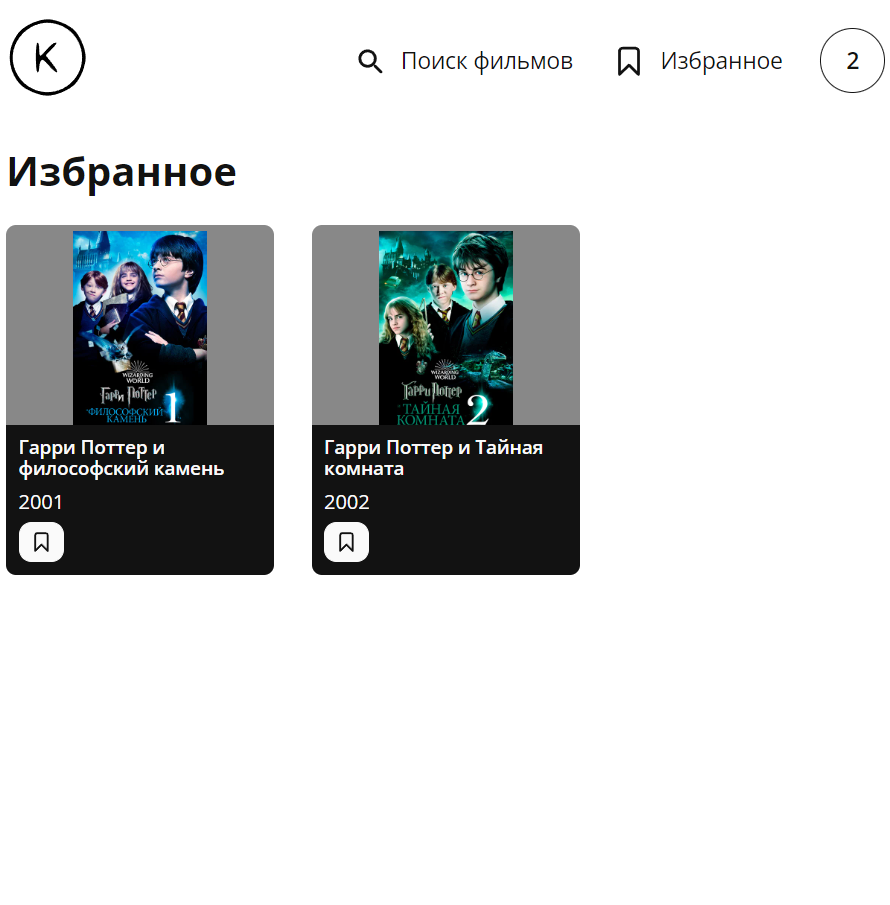 K
Поиск фильмов
Избранное
2
Избранное
WIZARDING
WORLD
Гарри Поттер
ФИЛОСОФСКИЙ
КАМЕНЬ
1
WIZARDING
WORLD
Гарри Поттер
ТАЙНАЯ
КОМНАТА
2
Гарри Поттер и
философский камень
2001
Гарри Поттер и Тайная
комната
2002